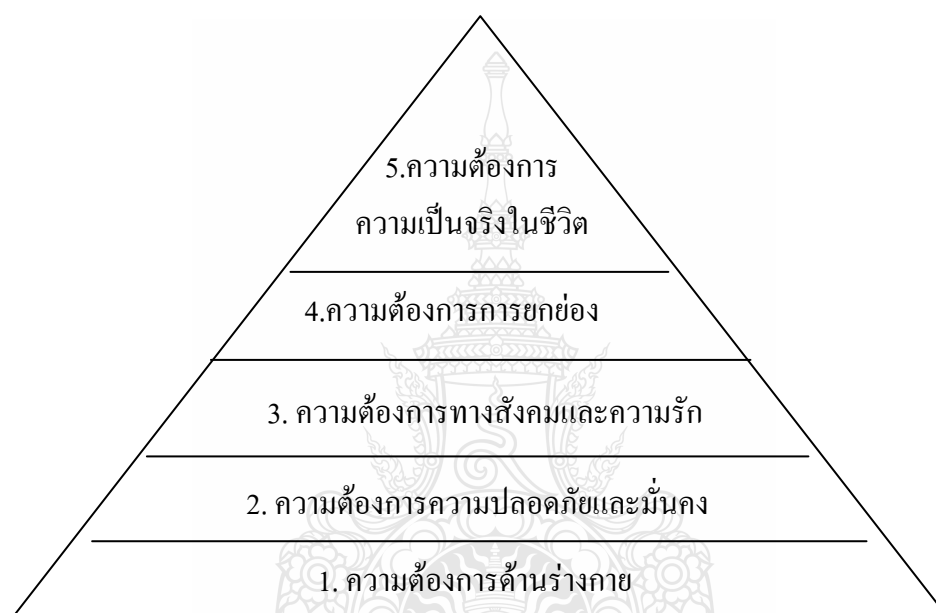 5.ความต้องการ
ความเป็นจริงในชีวิต
4.ความต้องการการยกย่อง
3. ความต้องการทางสังคมและความรัก
2. ความต้องการความปลอดภัยและมั่นคง
1. ความต้องการด้านร่างกาย